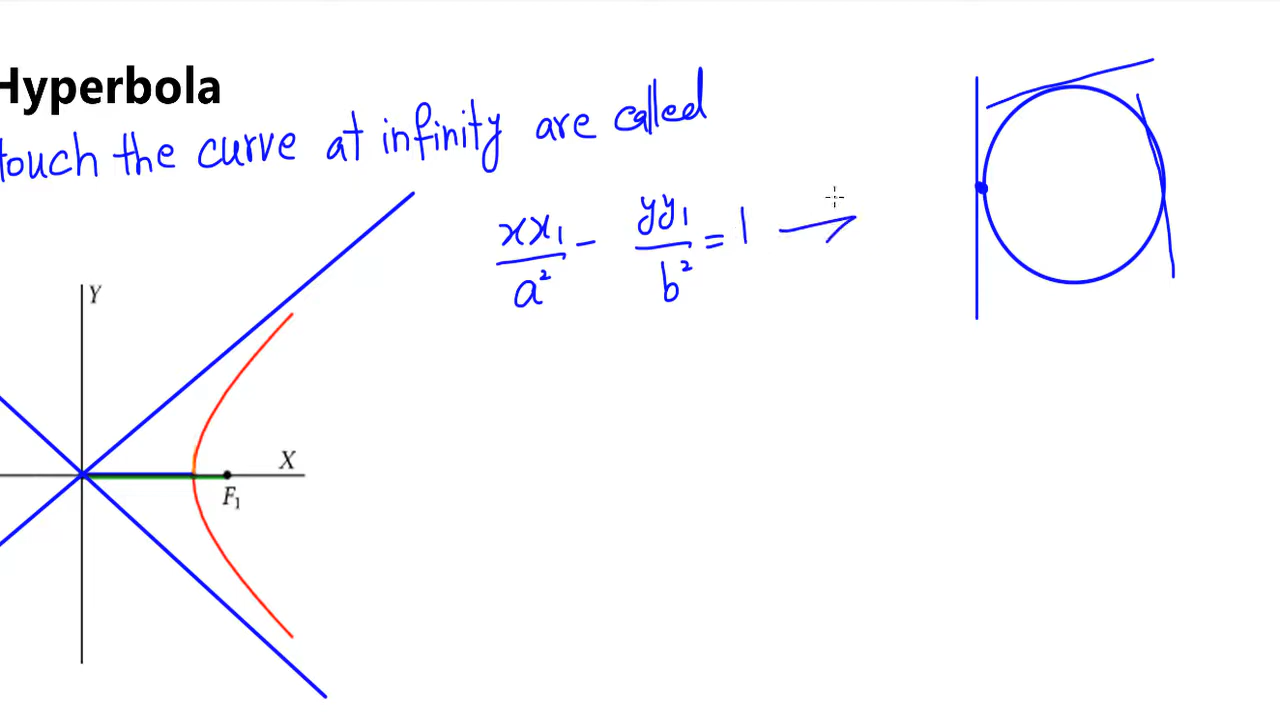 Hyperbola
touch the curve at infinity are called
xx₁/a² - yy₁/b² = 1 →
Y
X
F₁